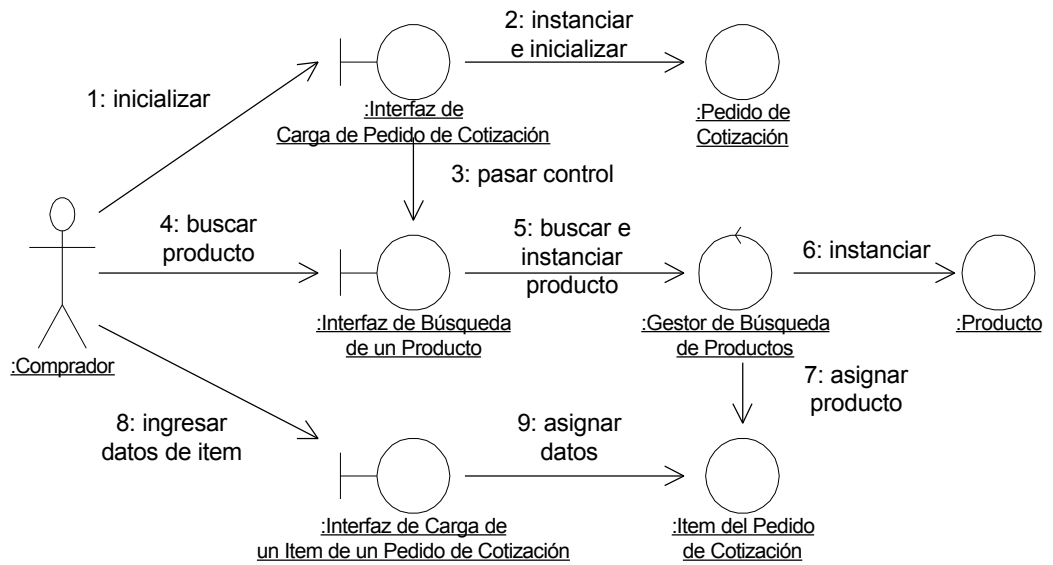 2: instanciar
e inicializar
1: inicializar
:Interfaz de
Carga de Pedido de Cotización
:Pedido de
Cotización
3: pasar control
4: buscar
producto
5: buscar e
instanciar
producto
6: instanciar
:Interfaz de Búsqueda
de un Producto
:Gestor de Búsqueda
de Productos
:Producto
:Comprador
7: asignar
producto
8: ingresar
datos de item
9: asignar
datos
:Interfaz de Carga de
un Item de un Pedido de Cotización
:Item del Pedido
de Cotización